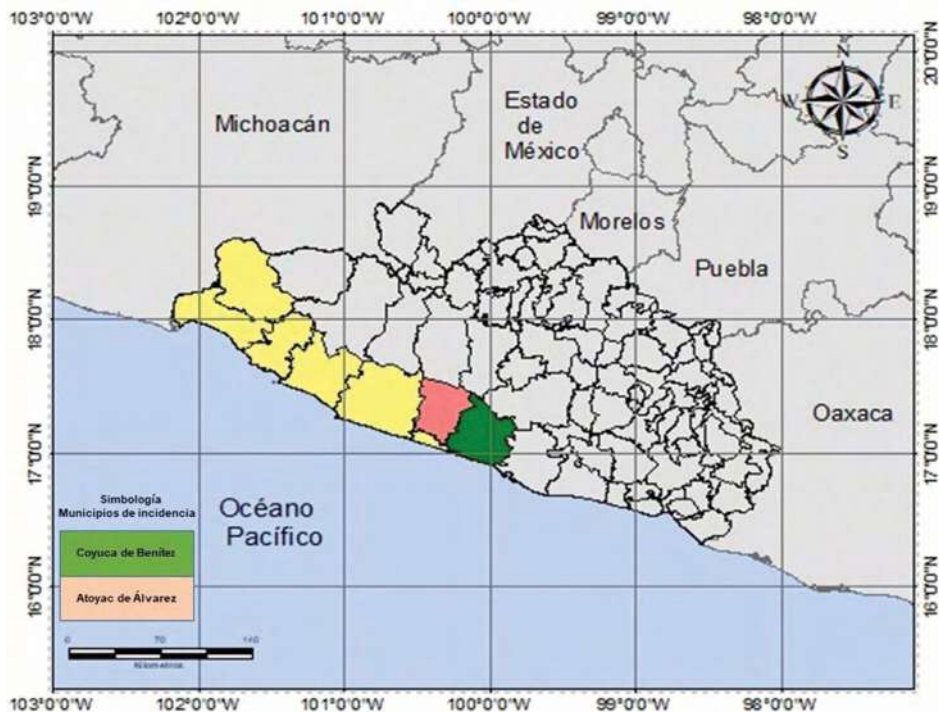 103°0'0"W 102°0'0"W 101°0'0"W 100°0'0"W 99°0'0"W 98°0'0"W
20°0'0"N 20°0'0"N
N
W E
S
Estado
de
México
Michoacán
19°0'0"N 19°0'0"N
Morelos
Puebla
18°0'0"N 18°0'0"N
Oaxaca
17°0'0"N 17°0'0"N
Simbología
Municipios de incidencia
Océano
Pacífico
Coyuca de Benítez
Atoyac de Álvarez
16°0'0"N 16°0'0"N
0 70 140
Kilometros
103°0'0"W 102°0'0"W 101°0'0"W 100°0'0"W 99°0'0"W 98°0'0"W